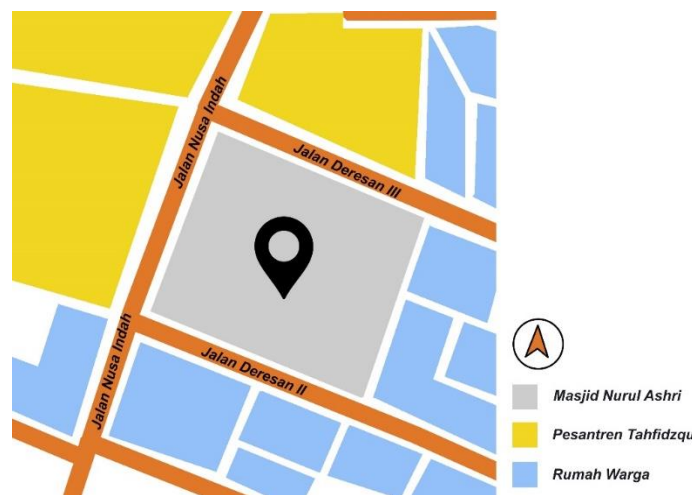 Jalan Nusa Indah
Jalan Deresan III
Jalan Deresan II
Jalan Nusa Indah
Masjid Nurul Ashri
Pesantren Tahfidzqu
Rumah Warga